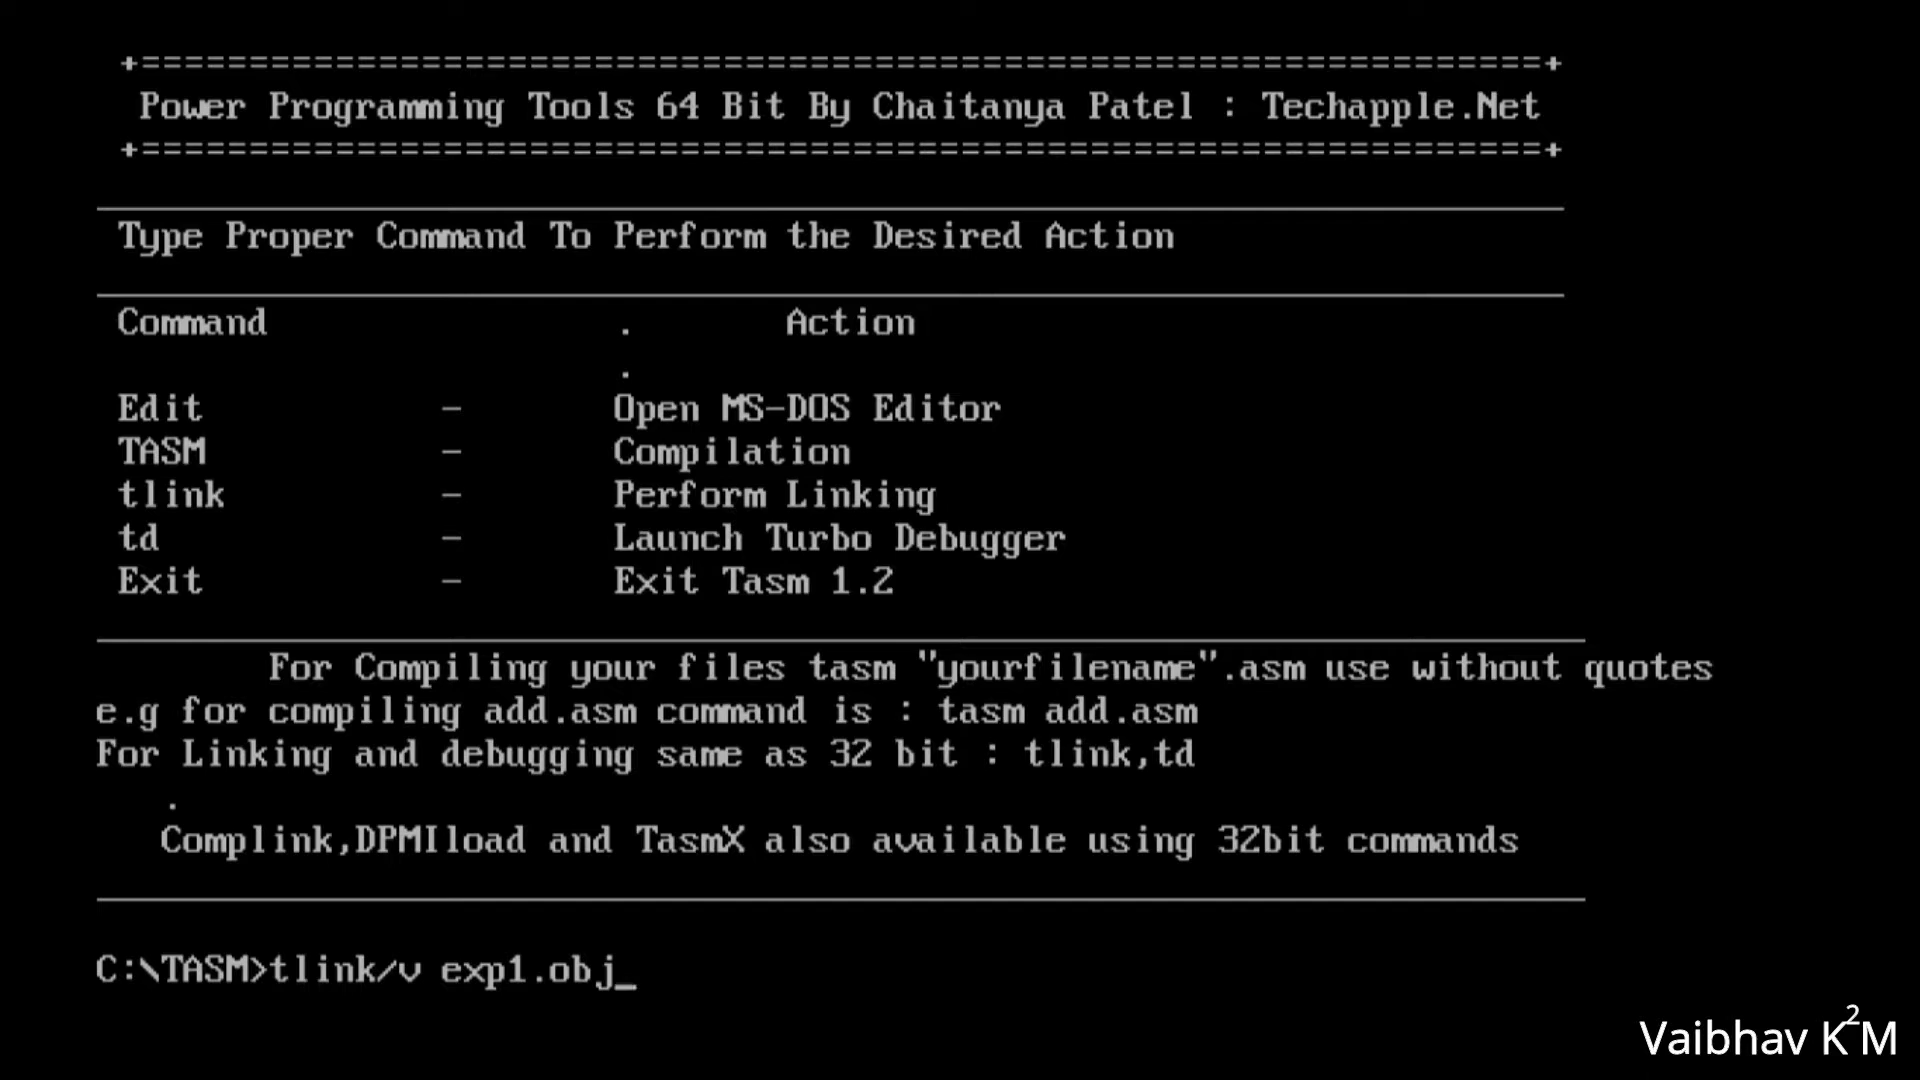 +=================================================================+
Power Programming Tools 64 Bit By Chaitanya Patel : Techapple.Net
+=================================================================+
Type Proper Command To Perform the Desired Action
Command . Action
.
Edit - Open MS-DOS Editor
TASM - Compilation
tlink - Perform Linking
td - Launch Turbo Debugger
Exit - Exit Tasm 1.2
For Compiling your files tasm "yourfilename".asm use without quotes
e.g for compiling add.asm command is : tasm add.asm
For Linking and debugging same as 32 bit : tlink,td
.
Complink,DPMIload and TasmX also available using 32bit commands
C:\TASM>tlink/v exp1.obj_
Vaibhav K²M